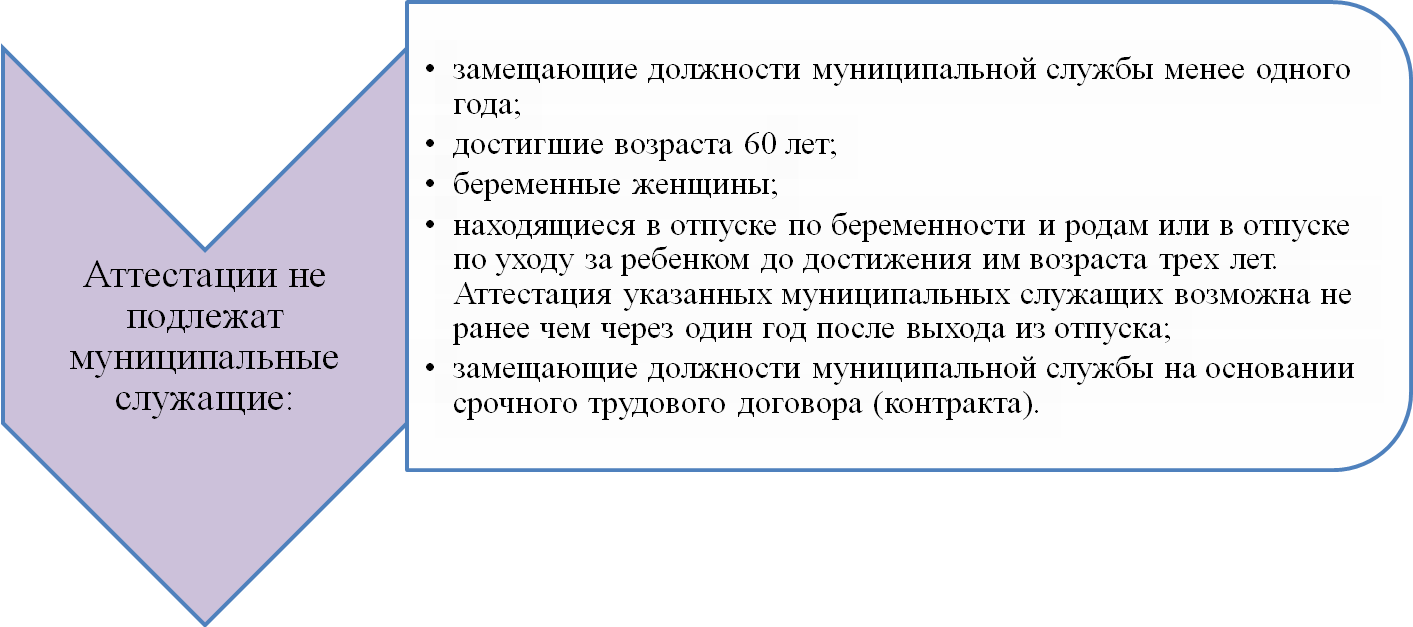 Аттестации не
подлежат
муниципальные
служащие:
• замещающие должности муниципальной службы менее одного
года;
• достигшие возраста 60 лет;
• беременные женщины;
• находящиеся в отпуске по беременности и родам или в отпуске
по уходу за ребенком до достижения им возраста трех лет.
Аттестация указанных муниципальных служащих возможна не
ранее чем через один год после выхода из отпуска;
• замещающие должности муниципальной службы на основании
срочного трудового договора (контракта).